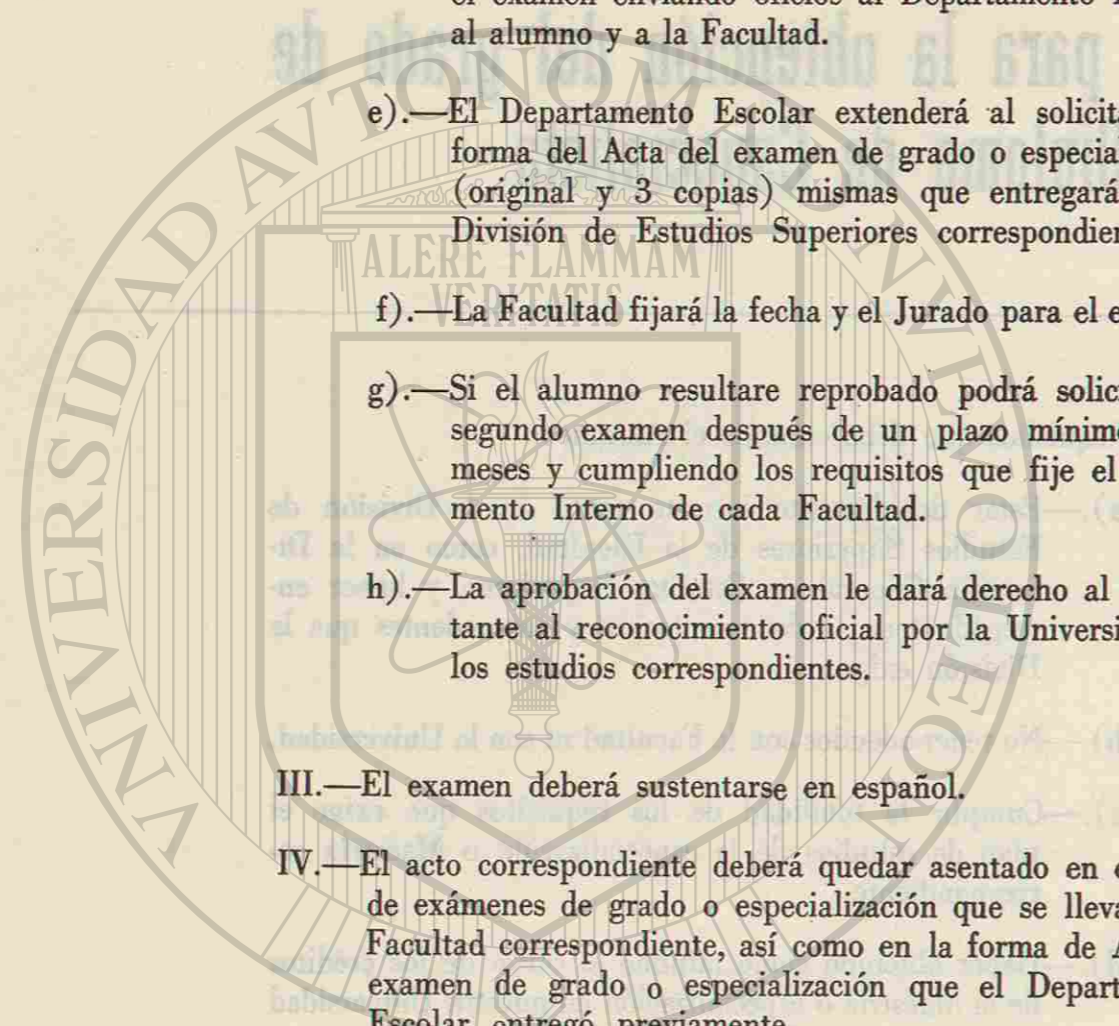 al alumno y a la Facultad.
e).—El Departamento Escolar extenderá al solicit
forma del Acta del examen de grado o especia
(original y 3 copias) mismas que entregará
División de Estudios Superiores correspondien
f).—La Facultad fijará la fecha y el Jurado para el e
g).—Si el alumno resultare reprobado podrá solic
segundo examen después de un plazo mínimo
meses y cumpliendo los requisitos que fije el
mento Interno de cada Facultad.
h).—La aprobación del examen le dará derecho al
tante al reconocimiento oficial por la Universi
los estudios correspondientes.
III.—El examen deberá sustentarse en español.
IV.—El acto correspondiente deberá quedar asentado en
de exámenes de grado o especialización que se lleva
Facultad correspondiente, así como en la forma de A
examen de grado o especialización que el Depart
Escolar entregó previamente
UNIVERSIDAD AVTONOMA DE NVEVO LEON
ALERE FLAMMAM
VERITATIS